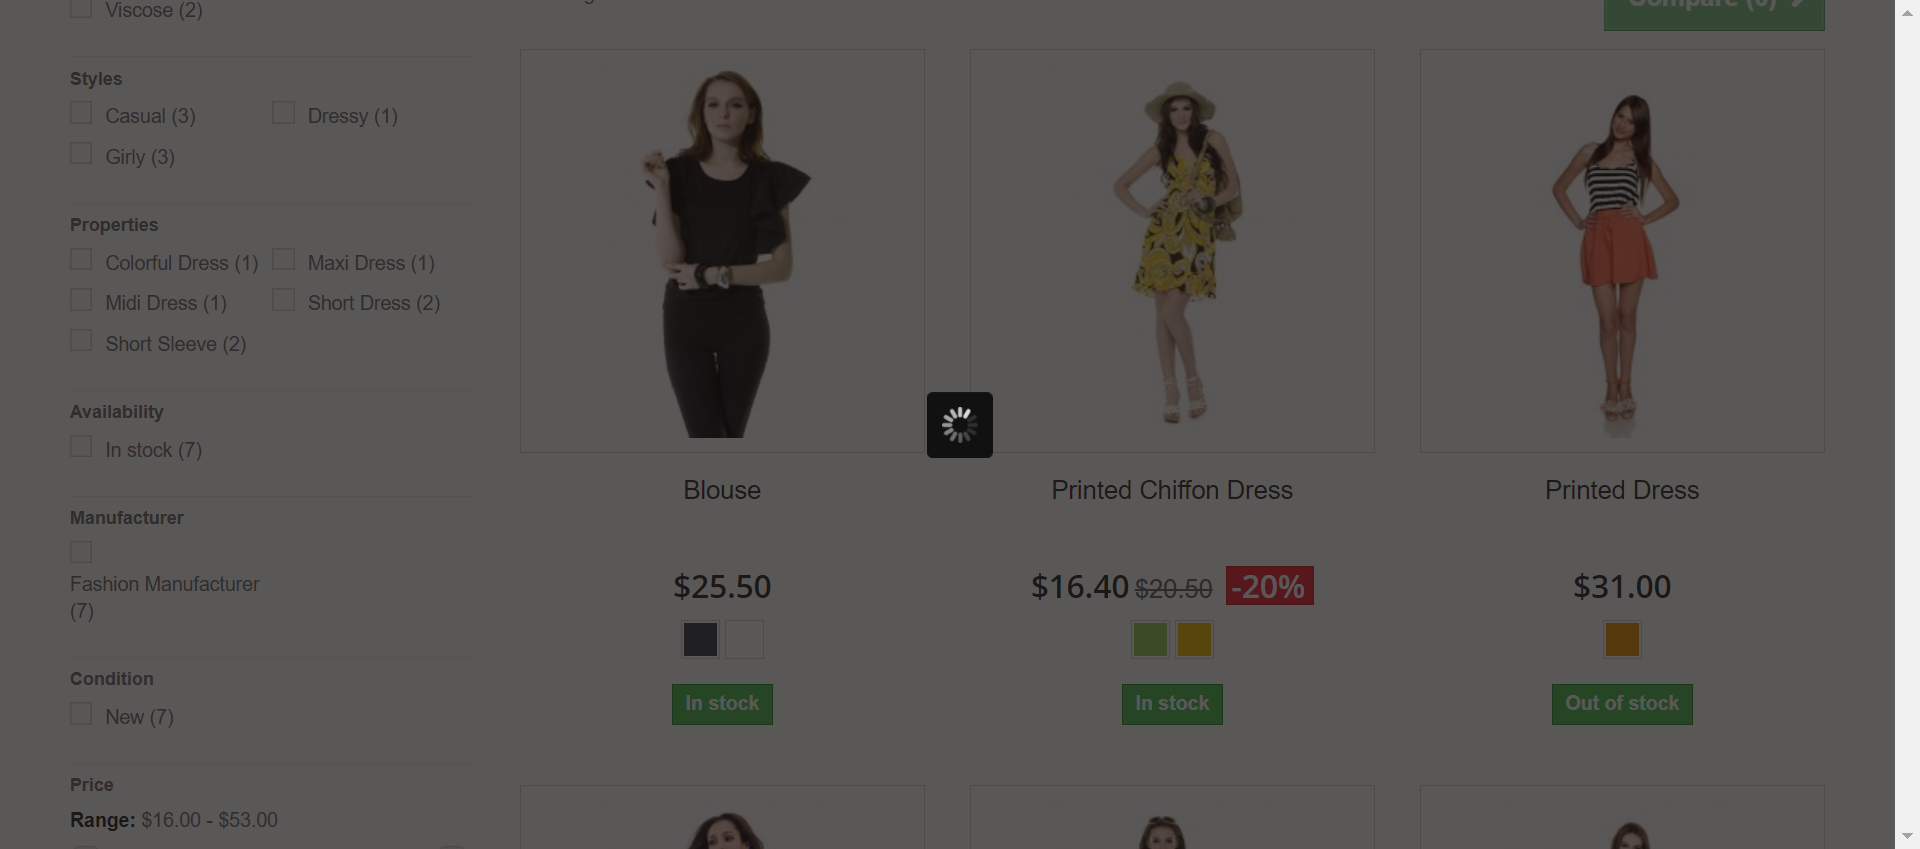 Viscose (2)
Compare (0)
Styles
Casual (3)
Dressy (1)
Girly (3)
Properties
Colorful Dress (1)
Maxi Dress (1)
Midi Dress (1)
Short Dress (2)
Short Sleeve (2)
Availability
In stock (7)
Manufacturer
Fashion Manufacturer
(7)
Condition
New (7)
Price
Range: $16.00 - $53.00
Blouse
$25.50
In stock
Printed Chiffon Dress
$16.40 $20.50 -20%
In stock
Printed Dress
$31.00
Out of stock